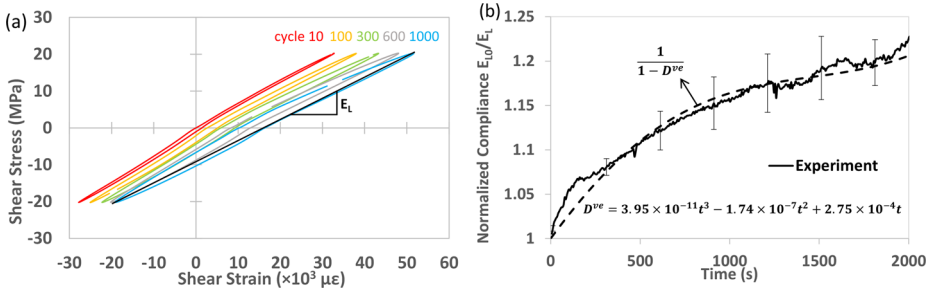 (a)
30
20
10
0
-10
-20
-30
Shear Stress (MPa)
cycle 10 100 300 600 1000
E_L
-30 -20 -10 0 10 20 30 40 50 60
Shear Strain (×10³ με)
(b)
1.25
1.2
1.15
1.1
1.05
1
Normalized Compliance E_L0/E_L
1
1 − D^ve
Experiment
D^ve = 3.95 × 10^−11 t^3 − 1.74 × 10^−7 t^2 + 2.75 × 10^−4 t
0 500 1000 1500 2000
Time (s)